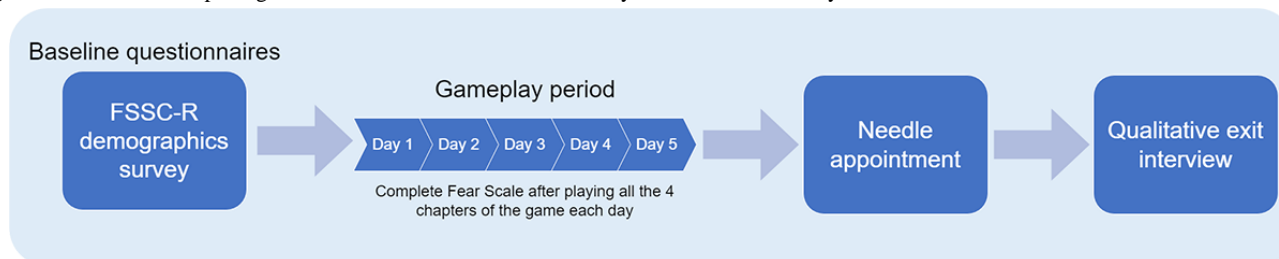 Baseline questionnaires
FSSC-R
demographics
survey
Gameplay period
Day 1
Day 2
Day 3
Day 4
Day 5
Complete Fear Scale after playing all the 4
chapters of the game each day
Needle
appointment
Qualitative exit
interview